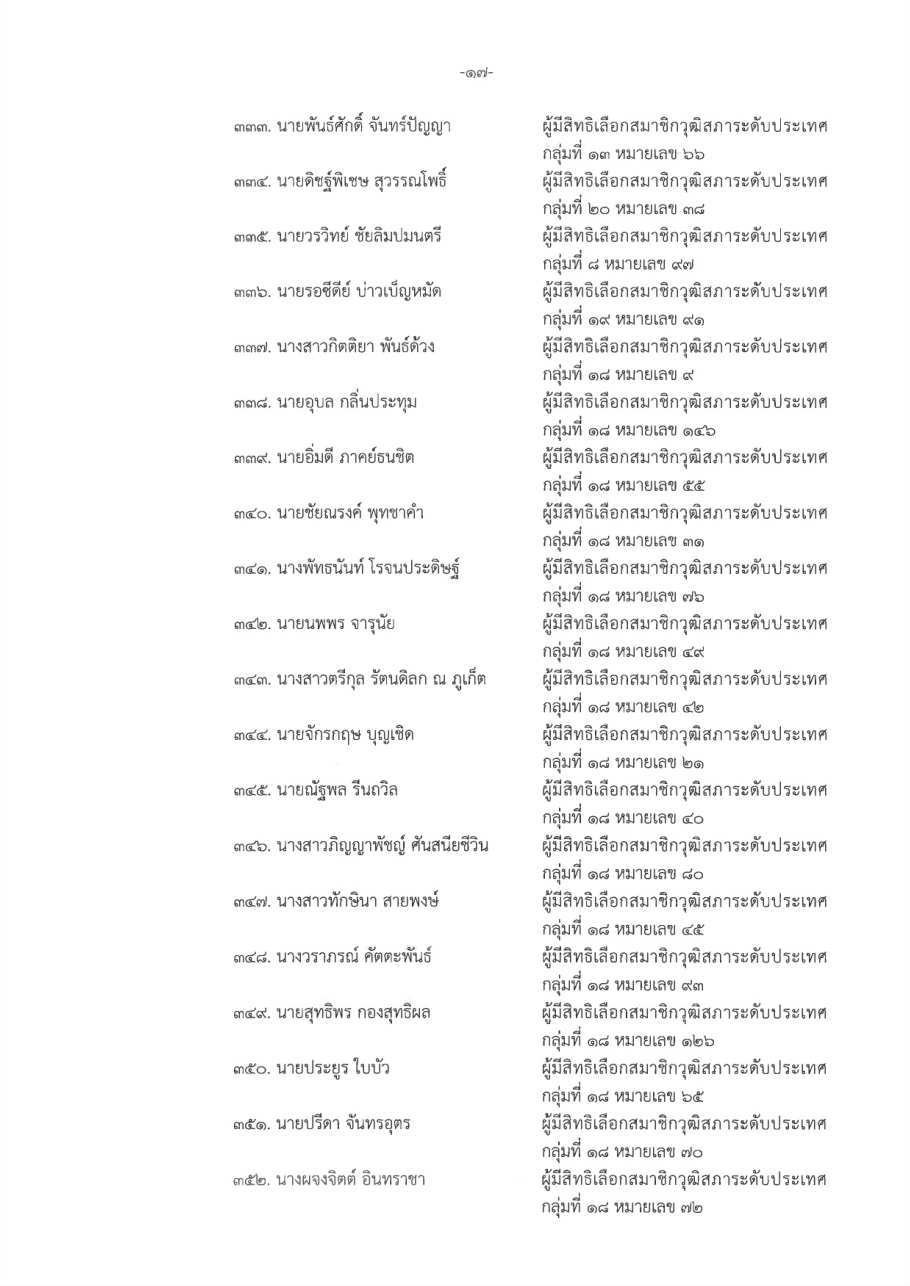 -๑๗-
๓๓๓. นายพันธ์ศักดิ์ จันทร์ปัญญา ผู้มีสิทธิเลือกสมาชิกวุฒิสภาระดับประเทศ
กลุ่มที่ ๑๓ หมายเลข ๖๖
๓๓๔. นายดิชฐ์พิเชษ สุวรรณโพธิ์ ผู้มีสิทธิเลือกสมาชิกวุฒิสภาระดับประเทศ
กลุ่มที่ ๒๐ หมายเลข ๓๘
๓๓๕. นายวรวิทย์ ชัยลิมปมนตรี ผู้มีสิทธิเลือกสมาชิกวุฒิสภาระดับประเทศ
กลุ่มที่ ๘ หมายเลข ๙๗
๓๓๖. นายรอซีดีย์ บ่าวเบ็ญหมัด ผู้มีสิทธิเลือกสมาชิกวุฒิสภาระดับประเทศ
กลุ่มที่ ๑๙ หมายเลข ๙๑
๓๓๗. นางสาวกิตติยา พันธ์ด้วง ผู้มีสิทธิเลือกสมาชิกวุฒิสภาระดับประเทศ
กลุ่มที่ ๑๘ หมายเลข ๙
๓๓๘. นายอุบล กลิ่นประทุม ผู้มีสิทธิเลือกสมาชิกวุฒิสภาระดับประเทศ
กลุ่มที่ ๑๘ หมายเลข ๑๔๖
๓๓๙. นายอิ่มตี ภาคย์ธนชิต ผู้มีสิทธิเลือกสมาชิกวุฒิสภาระดับประเทศ
กลุ่มที่ ๑๘ หมายเลข ๕๕
๓๔๐. นายชัยณรงค์ พุทชาคำ ผู้มีสิทธิเลือกสมาชิกวุฒิสภาระดับประเทศ
กลุ่มที่ ๑๘ หมายเลข ๓๑
๓๔๑. นางพัทธนันท์ โรจนประดิษฐ์ ผู้มีสิทธิเลือกสมาชิกวุฒิสภาระดับประเทศ
กลุ่มที่ ๑๘ หมายเลข ๗๖
๓๔๒. นายนพพร จารุนัย ผู้มีสิทธิเลือกสมาชิกวุฒิสภาระดับประเทศ
กลุ่มที่ ๑๘ หมายเลข ๔๙
๓๔๓. นางสาวตรีกุล รัตนดิลก ณ ภูเก็ต ผู้มีสิทธิเลือกสมาชิกวุฒิสภาระดับประเทศ
กลุ่มที่ ๑๘ หมายเลข ๔๒
๓๔๔. นายจักรกฤษ บุญเชิด ผู้มีสิทธิเลือกสมาชิกวุฒิสภาระดับประเทศ
กลุ่มที่ ๑๘ หมายเลข ๒๑
๓๔๕. นายณัฐพล รีนถวิล ผู้มีสิทธิเลือกสมาชิกวุฒิสภาระดับประเทศ
กลุ่มที่ ๑๘ หมายเลข ๔๐
๓๔๖. นางสาวภิญญาพัชญ์ ศันสนียชีวิน ผู้มีสิทธิเลือกสมาชิกวุฒิสภาระดับประเทศ
กลุ่มที่ ๑๘ หมายเลข ๘๐
๓๔๗. นางสาวทักษินา สายพงษ์ ผู้มีสิทธิเลือกสมาชิกวุฒิสภาระดับประเทศ
กลุ่มที่ ๑๘ หมายเลข ๔๕
๓๔๘. นางวราภรณ์ คัตตะพันธ์ ผู้มีสิทธิเลือกสมาชิกวุฒิสภาระดับประเทศ
กลุ่มที่ ๑๘ หมายเลข ๙๓
๓๔๙. นายสุทธิพร กองสุทธิผล ผู้มีสิทธิเลือกสมาชิกวุฒิสภาระดับประเทศ
กลุ่มที่ ๑๘ หมายเลข ๑๒๖
๓๕๐. นายประยูร ใบบัว ผู้มีสิทธิเลือกสมาชิกวุฒิสภาระดับประเทศ
กลุ่มที่ ๑๘ หมายเลข ๖๕
๓๕๑. นายปรีดา จันทรอุตร ผู้มีสิทธิเลือกสมาชิกวุฒิสภาระดับประเทศ
กลุ่มที่ ๑๘ หมายเลข ๗๐
๓๕๒. นางผจงจิตต์ อินทราชา ผู้มีสิทธิเลือกสมาชิกวุฒิสภาระดับประเทศ
กลุ่มที่ ๑๘ หมายเลข ๗๒